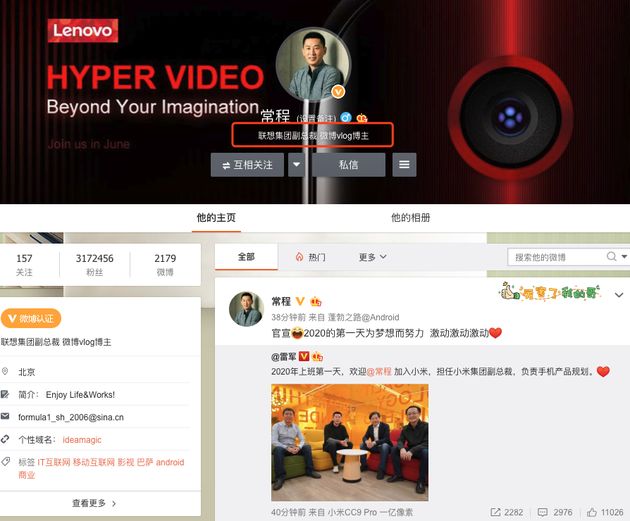 Lenovo
HYPER VIDEO
Beyond Your Imagination
Join us in June
常程 (设置备注)
联想集团副总裁 微博vlog博主
互相关注
私信
他的主页
他的相册
157
3172456
2179
关注
粉丝
微博
微博认证
联想集团副总裁 微博vlog博主
北京
简介： Enjoy Life&Works!
formula1_sh_2006@sina.cn
个性域名： ideamagic
标签 IT互联网 移动互联网 影视 巴萨 android
商业
查看更多 >
全部
热门
更多
搜索他的微博
常程
38分钟前 来自 蓬勃之路@Android
官宣😆2020的第一天为梦想而努力 激动激动激动❤️
@雷军
2020年上班第一天，欢迎@常程 加入小米，担任小米集团副总裁，负责手机产品规划。❤️
40分钟前 来自 小米CC9 Pro 一亿像素
2282
2976
11026